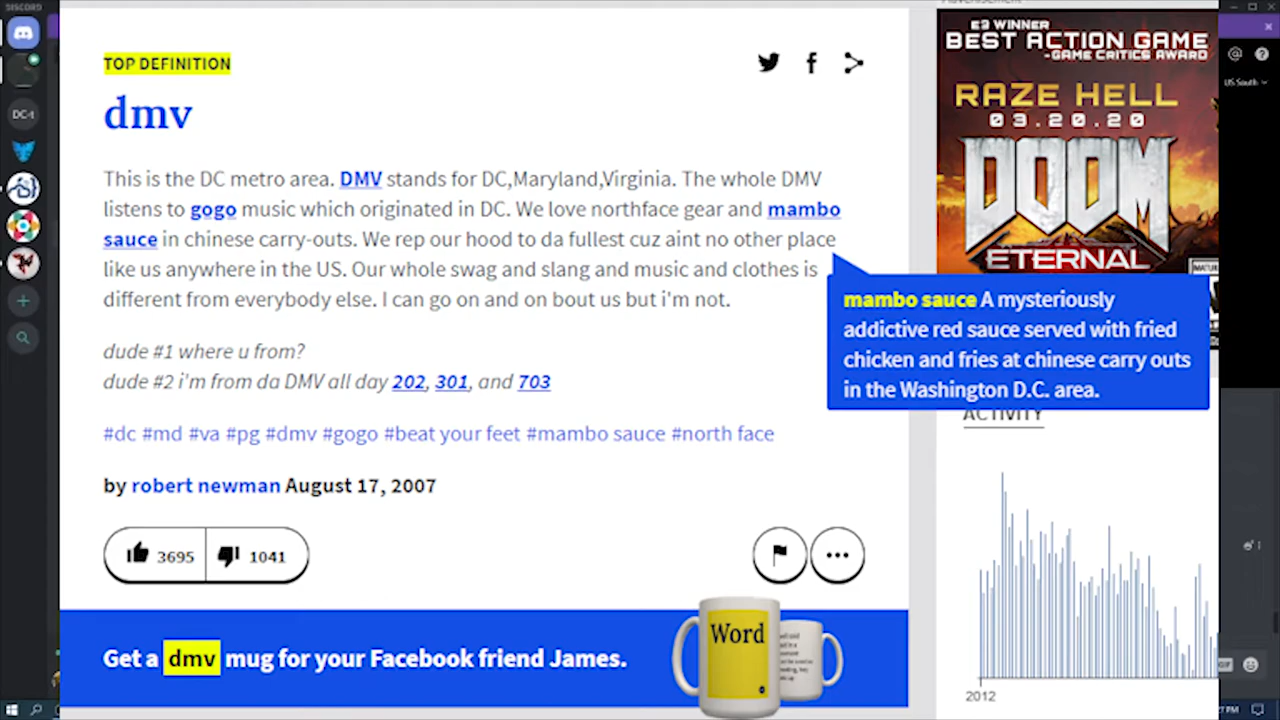 SISCORD
DC-t
TOP DEFINITION
dmv
This is the DC metro area. DMV stands for DC,Maryland,Virginia. The whole DMV
listens to gogo music which originated in DC. We love northface gear and mambo
sauce in chinese carry-outs. We rep our hood to da fullest cuz aint no other place
like us anywhere in the US. Our whole swag and slang and music and clothes is
different from everybody else. I can go on and on bout us but i'm not.
dude #1 where u from?
dude #2 i'm from da DMV all day 202, 301, and 703
#dc #md #va #pg #dmv #gogo #beat your feet #mambo sauce #north face
by robert newman August 17, 2007
3695
1041
Get a dmv mug for your Facebook friend James.
Word
E3 WINNER
BEST ACTION GAME
-GAME CRITICS AWARD
RAZE HELL
03.20.20
DOOM
ETERNAL
MATURE
mambo sauce A mysteriously
addictive red sauce served with fried
chicken and fries at chinese carry outs
in the Washington D.C. area.
ACTIVITY
2012
US South
GIF